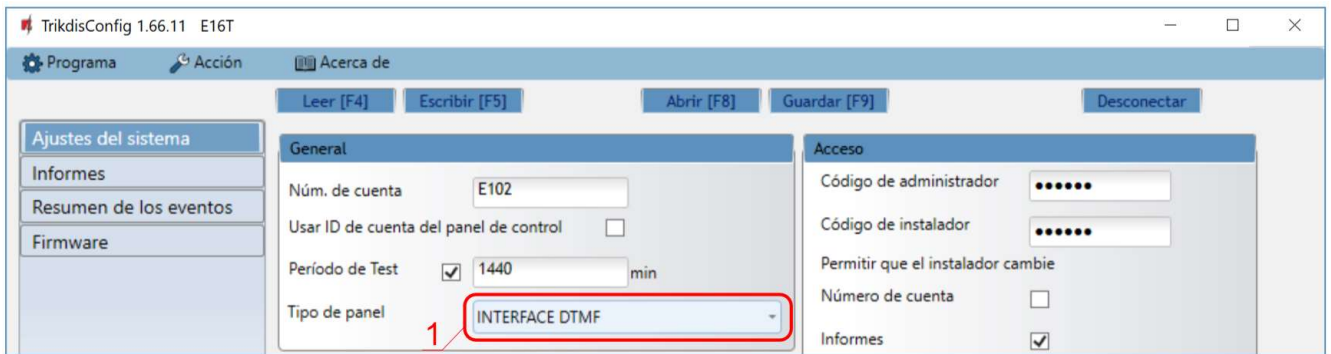 TrikdisConfig 1.66.11 E16T
Programa Acción Acerca de
Leer [F4] Escribir [F5] Abrir [F8] Guardar [F9] Desconectar
Ajustes del sistema
Informes
Resumen de los eventos
Firmware
General
Núm. de cuenta E102
Usar ID de cuenta del panel de control
Período de Test 1440 min
Tipo de panel INTERFACE DTMF
1
Acceso
Código de administrador ●●●●●●
Código de instalador ●●●●●●
Permitir que el instalador cambie
Número de cuenta
Informes